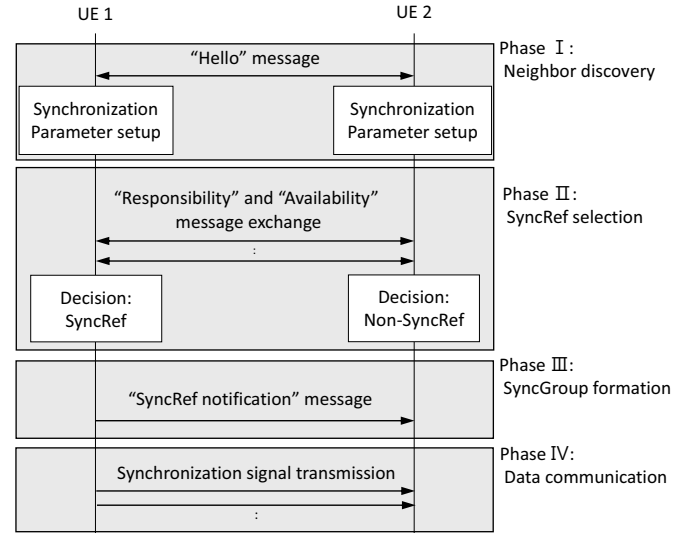 UE 1
UE 2
Phase Ⅰ:
Neighbor discovery
“Hello” message
Synchronization
Parameter setup
Synchronization
Parameter setup
Phase Ⅱ:
SyncRef selection
“Responsibility” and “Availability”
message exchange
:
Decision:
SyncRef
Decision:
Non-SyncRef
Phase Ⅲ:
SyncGroup formation
“SyncRef notification” message
Phase Ⅳ:
Data communication
Synchronization signal transmission
: